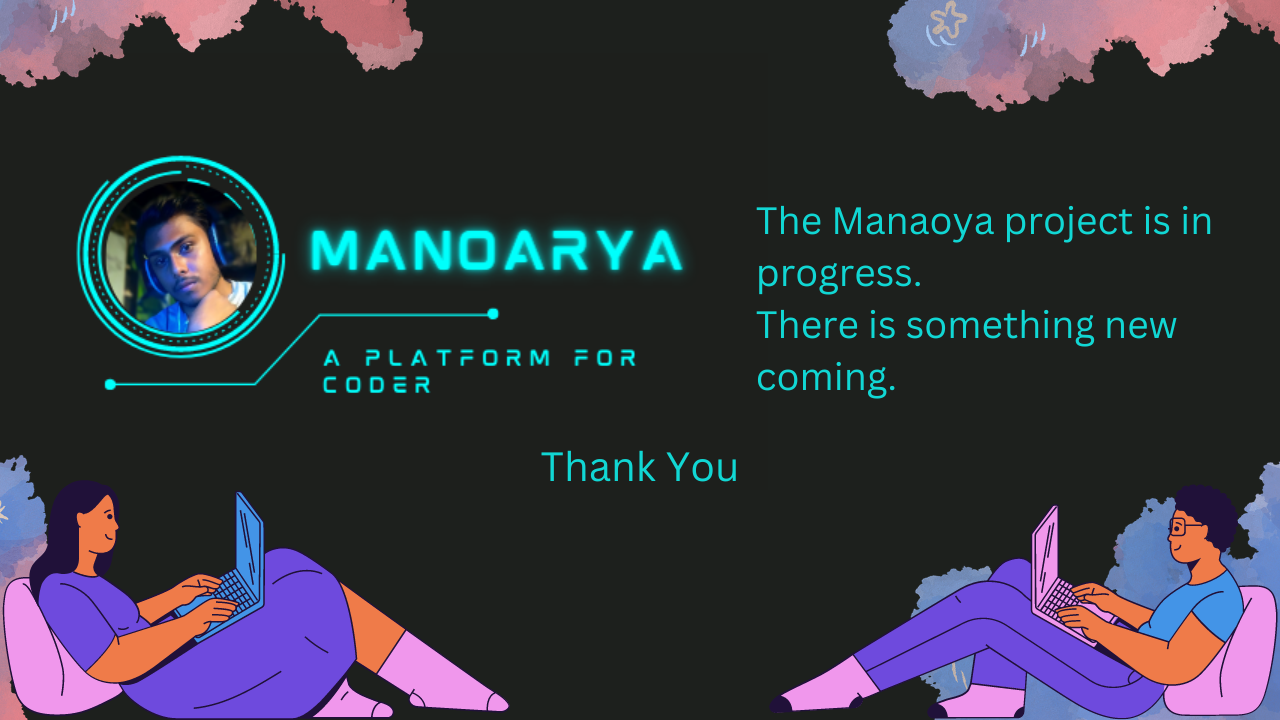 MANOARYA
A PLATFORM FOR
CODER
The Manaoya project is in
progress.
There is something new
coming.
Thank You